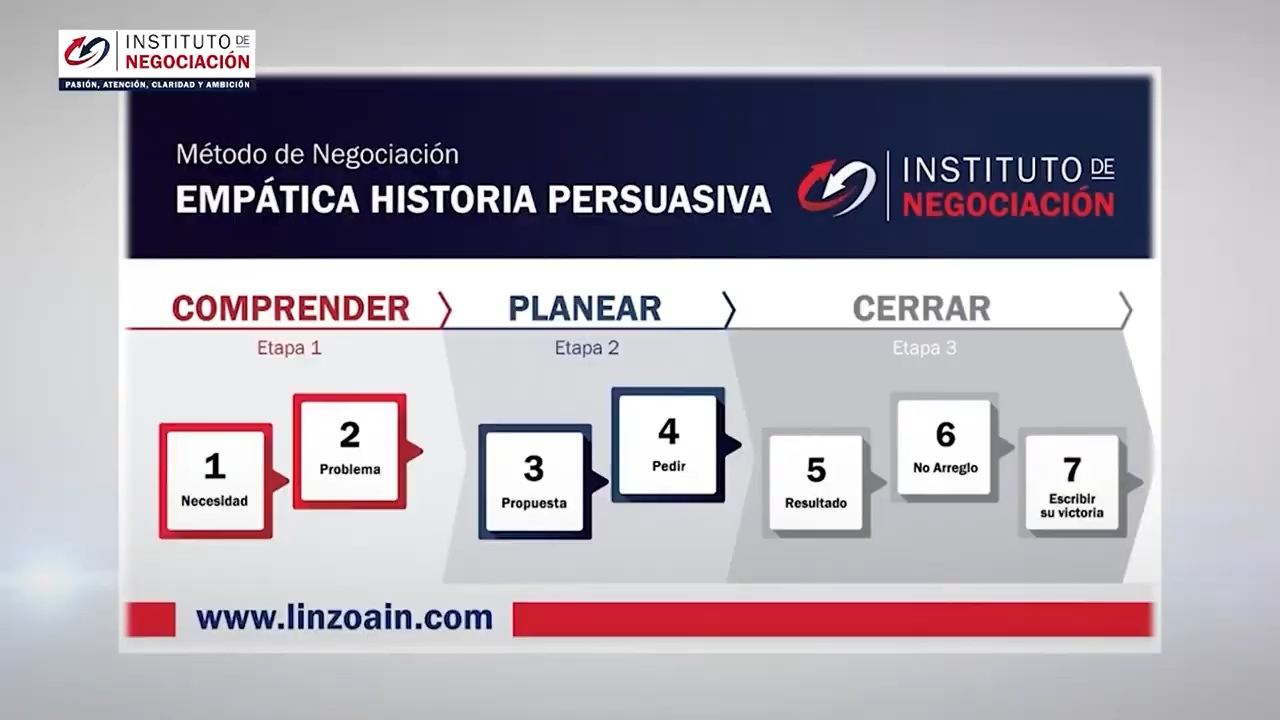 INSTITUTO DE
NEGOCIACIÓN
PASIÓN, ATENCIÓN, CLARIDAD Y AMBICIÓN
Método de Negociación
EMPÁTICA HISTORIA PERSUASIVA
INSTITUTO DE
NEGOCIACIÓN
COMPRENDER
Etapa 1
PLANEAR
Etapa 2
CERRAR
Etapa 3
1
Necesidad
2
Problema
3
Propuesta
4
Pedir
5
Resultado
6
No Arreglo
7
Escribir
su victoria
www.linzoain.com